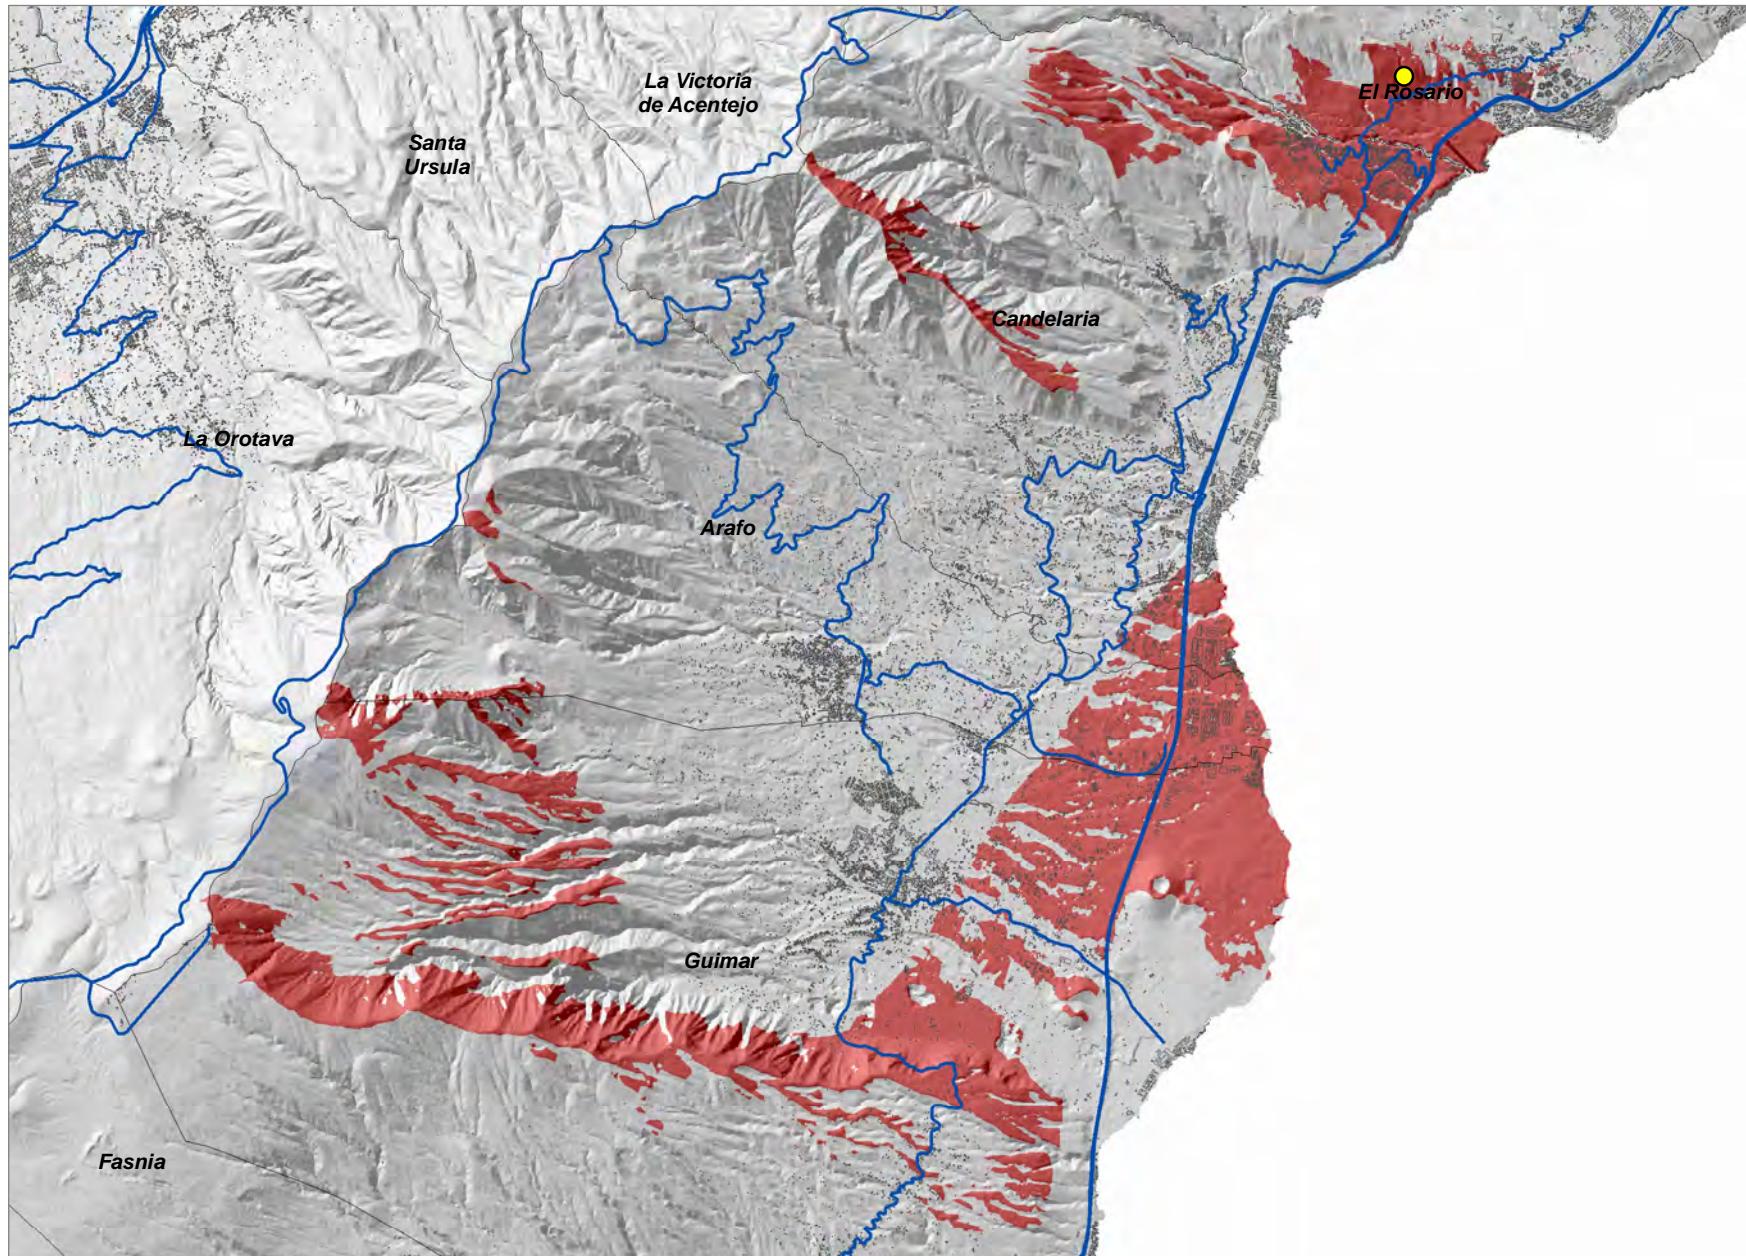 La Victoria
de Acentejo
El Rosario
Santa
Ursula
Candelaria
La Orotava
Arafo
Guimar
Fasnia